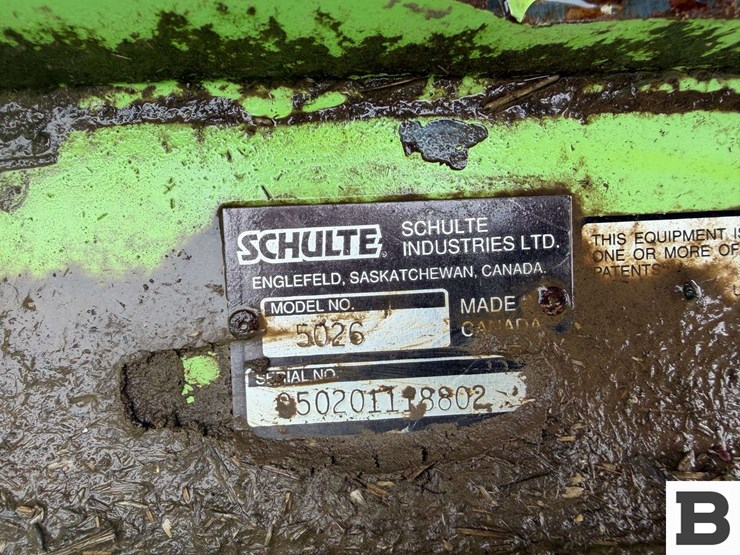 SCHULTE
SCHULTE
INDUSTRIES LTD.
ENGLEFELD, SASKATCHEWAN, CANADA.
MODEL NO.
5026
MADE
CANADA
SERIAL NO.
50201118802
THIS EQUIPMENT IS
ONE OR MORE OF
PATENTS
B